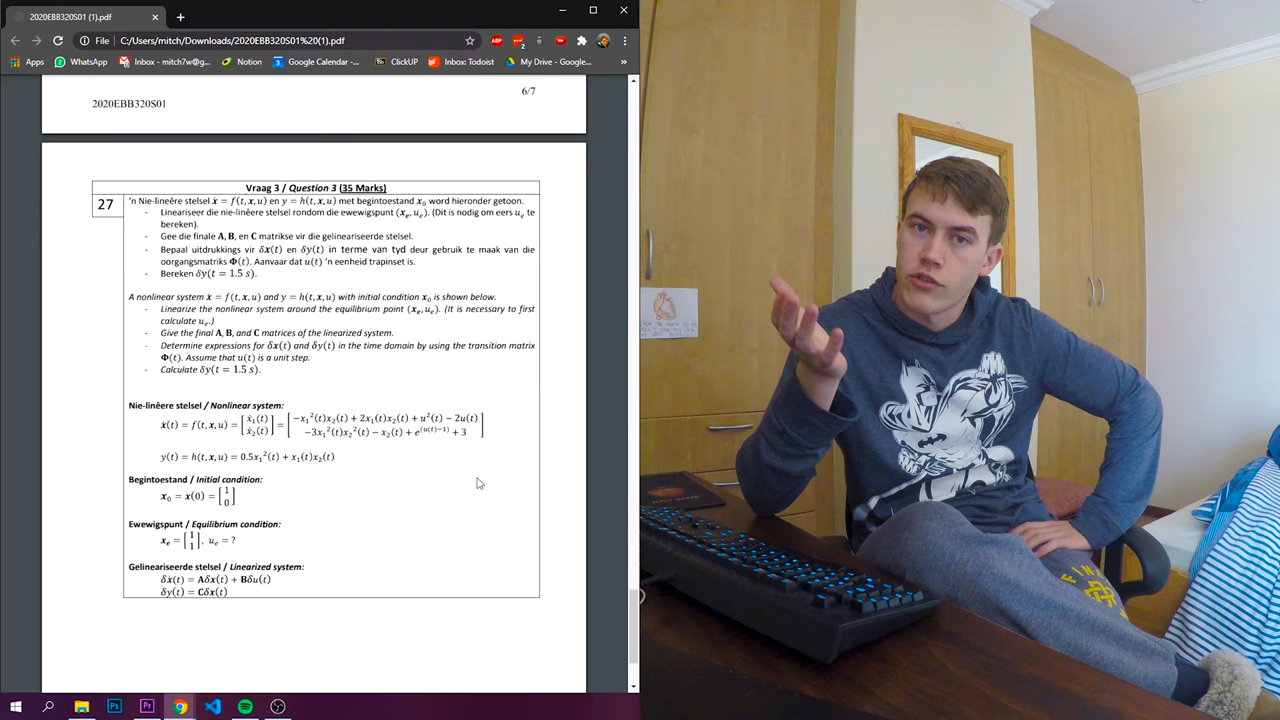 2020EBB320S01 (1).pdf
File C:/Users/mitch/Downloads/2020EBB320S01%20(1).pdf
ABP 2
Apps WhatsApp Inbox - mitch7w@g... Notion 3 Google Calendar -... ClickUP Inbox: Todoist My Drive - Google... »
6/7
2020EBB320S01
Vraag 3 / Question 3 (35 Marks)
27
'n Nie-lineêre stelsel ẋ = f(t, x, u) en y = h(t, x, u) met begintoestand x₀ word hieronder getoon.
- Lineariseer die nie-lineêre stelsel rondom die ewewigspunt (xₑ, uₑ). (Dit is nodig om eers uₑ te
bereken).
- Gee die finale A, B, en C matrikse vir die gelineariseerde stelsel.
- Bepaal uitdrukkings vir δx(t) en δy(t) in terme van tyd deur gebruik te maak van die
oorgangsmatriks Φ(t). Aanvaar dat u(t) 'n eenheid trapinset is.
- Bereken δy(t = 1.5 s).
A nonlinear system ẋ = f(t, x, u) and y = h(t, x, u) with initial condition x₀ is shown below.
- Linearize the nonlinear system around the equilibrium point (xₑ, uₑ). (It is necessary to first
calculate uₑ.)
- Give the final A, B, and C matrices of the linearized system.
- Determine expressions for δx(t) and δy(t) in the time domain by using the transition matrix
Φ(t). Assume that u(t) is a unit step.
- Calculate δy(t = 1.5 s).
Nie-lineêre stelsel / Nonlinear system:
ẋ(t) = f(t, x, u) = [ẋ₁(t) ẋ₂(t)] = [−x₁²(t)x₂(t) + 2x₁(t)x₂(t) + u²(t) − 2u(t)
−3x₁²(t)x₂²(t) − x₂(t) + e^(u(t)−1) + 3]
y(t) = h(t, x, u) = 0.5x₁²(t) + x₁(t)x₂(t)
Begintoestand / Initial condition:
x₀ = x(0) = [1 0]
Ewewigspunt / Equilibrium condition:
xₑ = [1 1], uₑ = ?
Gelineariseerde stelsel / Linearized system:
δẋ(t) = Aδx(t) + Bδu(t)
δy(t) = Cδx(t)
Ps Pr
FIN